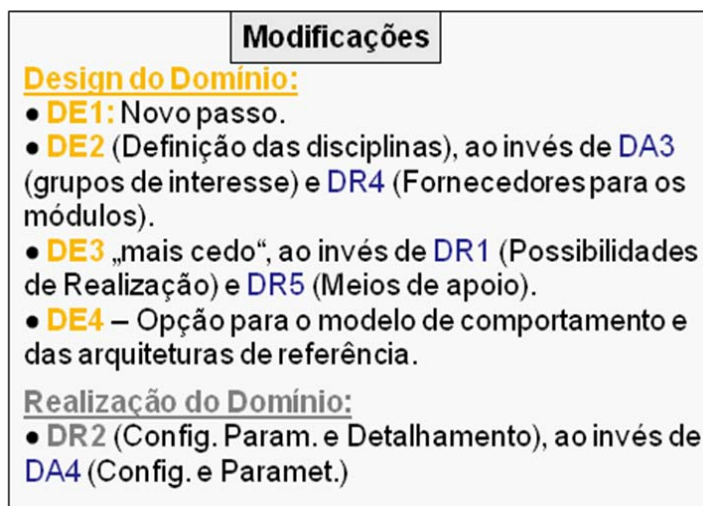 Modificações
Design do Domínio:
● DE1: Novo passo.
● DE2 (Definição das disciplinas), ao invés de DA3
(grupos de interesse) e DR4 (Fornecedores para os
módulos).
● DE3 „mais cedo“, ao invés de DR1 (Possibilidades
de Realização) e DR5 (Meios de apoio).
● DE4 – Opção para o modelo de comportamento e
das arquiteturas de referência.
Realização do Domínio:
● DR2 (Config. Param. e Detalhamento), ao invés de
DA4 (Config. e Paramet.)